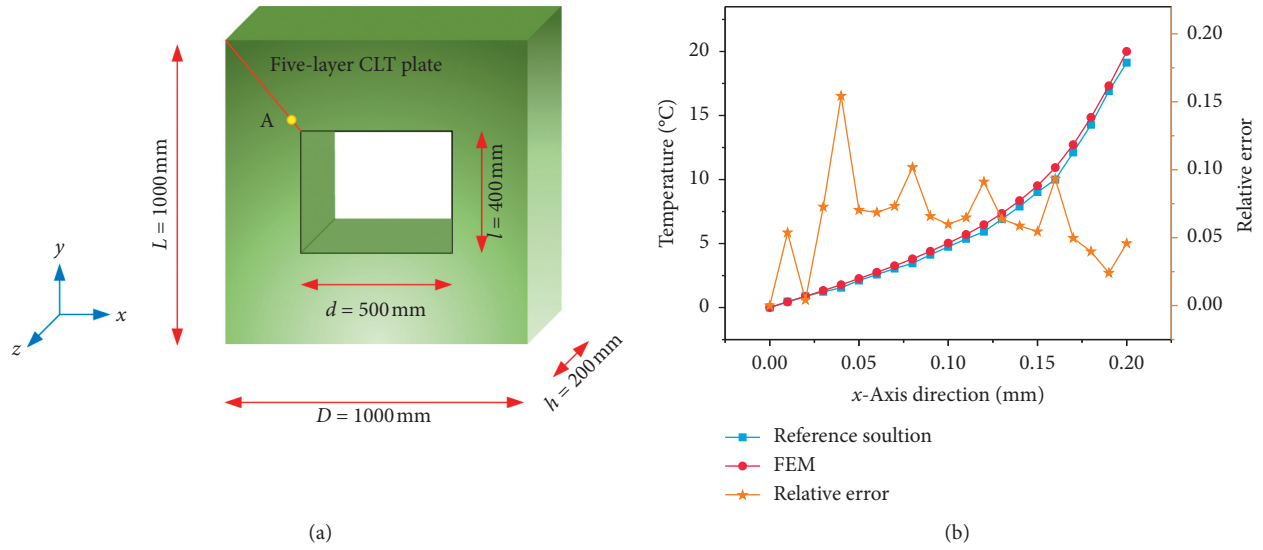 Five-layer CLT plate
A
L = 1000 mm
l = 400 mm
d = 500 mm
h = 200 mm
D = 1000 mm
y
x
z
(a)
Temperature (°C)
20
15
10
5
0
0.20
0.15
0.10
0.05
0.00
Relative error
0.00 0.05 0.10 0.15 0.20
x-Axis direction (mm)
Reference soultion
FEM
Relative error
(b)